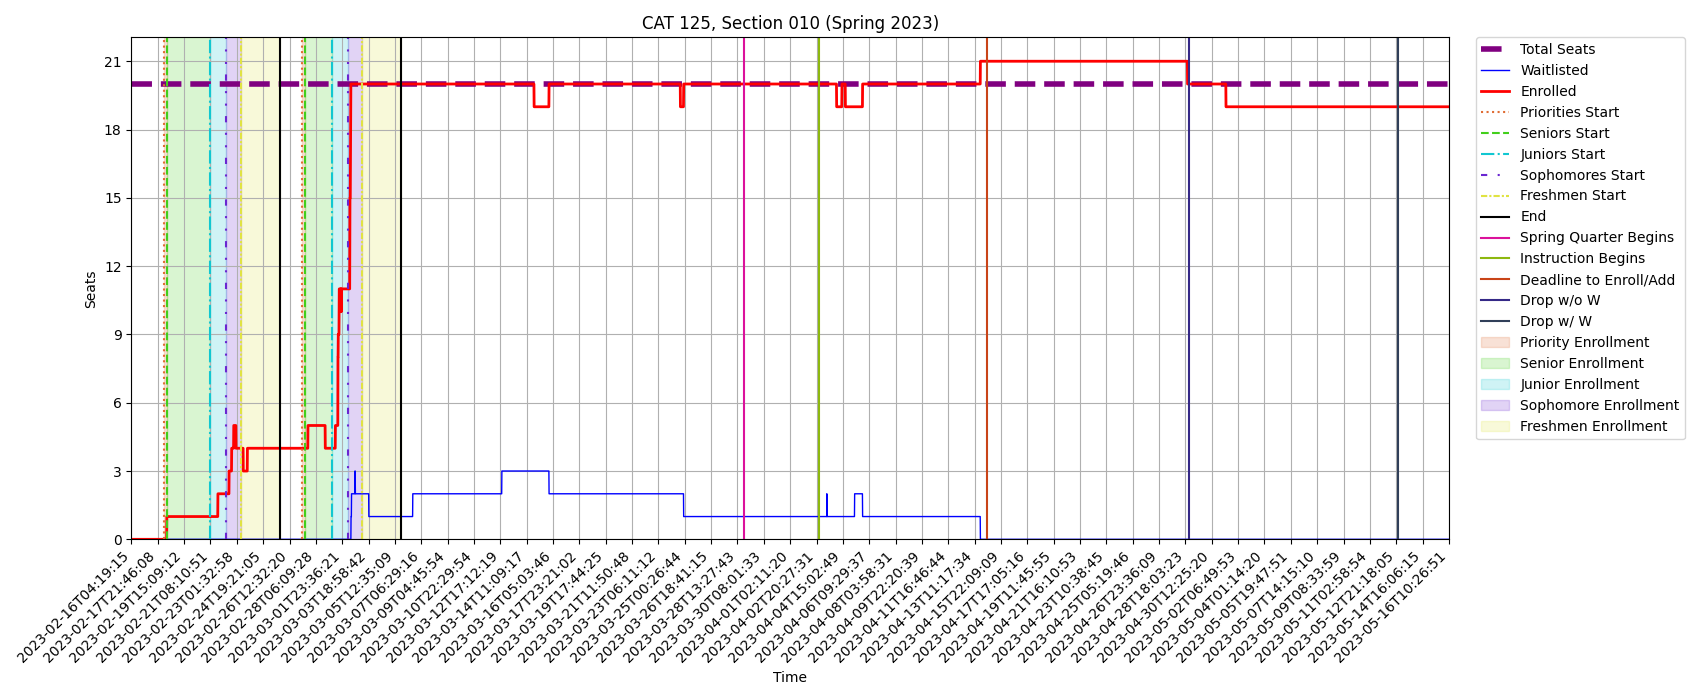 CAT 125, Section 010 (Spring 2023)
Seats
21
18
15
12
9
6
3
0
2023-02-16T04:19:15
2023-02-17T21:46:08
2023-02-19T15:09:12
2023-02-21T08:10:51
2023-02-23T01:32:58
2023-02-24T19:21:05
2023-02-26T12:32:20
2023-02-28T06:09:28
2023-03-01T23:36:21
2023-03-03T18:58:42
2023-03-05T12:35:09
2023-03-07T06:29:16
2023-03-09T04:45:54
2023-03-10T22:29:54
2023-03-12T17:12:19
2023-03-14T11:09:17
2023-03-16T05:03:46
2023-03-17T23:21:02
2023-03-19T17:44:25
2023-03-21T11:50:48
2023-03-23T06:11:12
2023-03-25T00:26:44
2023-03-26T18:41:15
2023-03-28T13:27:43
2023-03-30T08:01:33
2023-04-01T02:11:20
2023-04-02T20:27:31
2023-04-04T15:02:49
2023-04-06T09:29:37
2023-04-08T03:58:31
2023-04-09T22:20:39
2023-04-11T16:46:44
2023-04-13T11:17:34
2023-04-15T22:09:09
2023-04-17T17:05:16
2023-04-19T11:45:55
2023-04-21T16:10:53
2023-04-23T10:38:45
2023-04-25T05:19:46
2023-04-26T23:36:09
2023-04-28T18:03:23
2023-04-30T12:25:20
2023-05-02T06:49:53
2023-05-04T01:14:20
2023-05-05T19:47:51
2023-05-07T14:15:10
2023-05-09T08:33:59
2023-05-11T02:58:54
2023-05-12T21:18:05
2023-05-14T16:06:15
2023-05-16T10:26:51
Time
Total Seats
Waitlisted
Enrolled
Priorities Start
Seniors Start
Juniors Start
Sophomores Start
Freshmen Start
End
Spring Quarter Begins
Instruction Begins
Deadline to Enroll/Add
Drop w/o W
Drop w/ W
Priority Enrollment
Senior Enrollment
Junior Enrollment
Sophomore Enrollment
Freshmen Enrollment